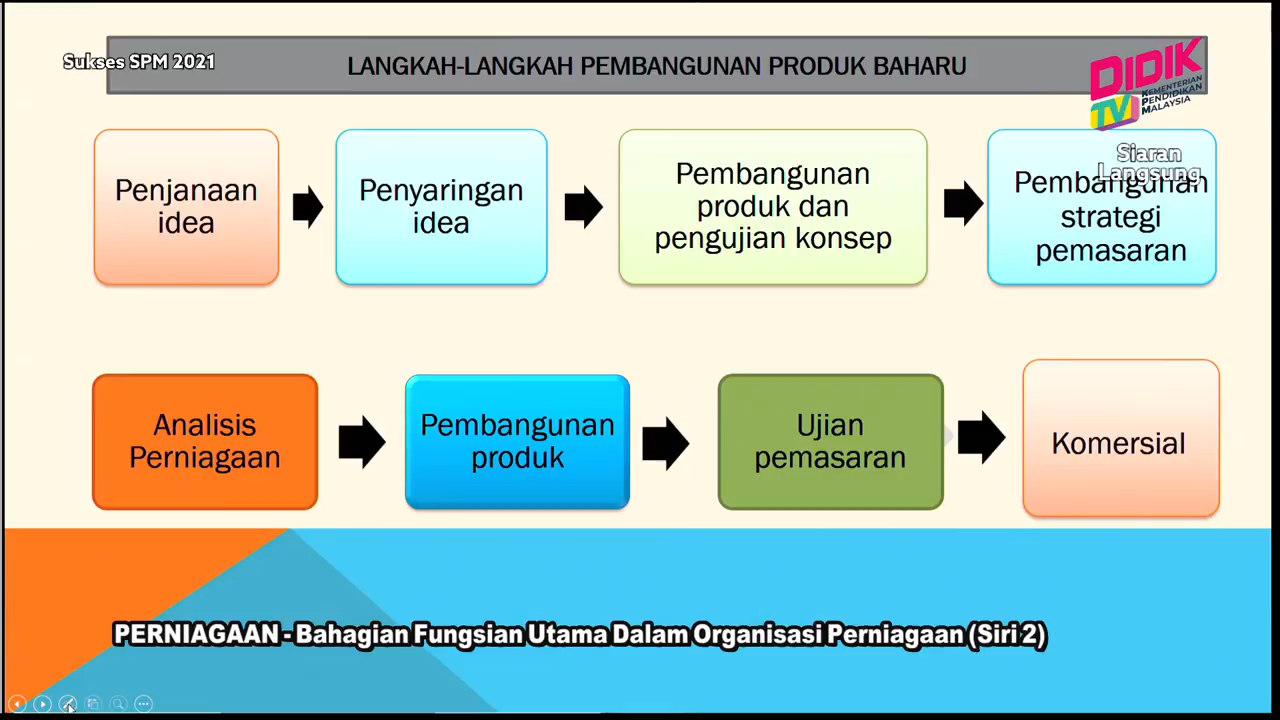 Sukses SPM 2021
LANGKAH-LANGKAH PEMBANGUNAN PRODUK BAHARU
DIDIK
TV
KEMENTERIAN
PENDIDIKAN
MALAYSIA
Siaran
Langsung
Penjanaan
idea
Penyaringan
idea
Pembangunan
produk dan
pengujian konsep
Pembangunan
strategi
pemasaran
Analisis
Perniagaan
Pembangunan
produk
Ujian
pemasaran
Komersial
PERNIAGAAN - Bahagian Fungsian Utama Dalam Organisasi Perniagaan (Siri 2)